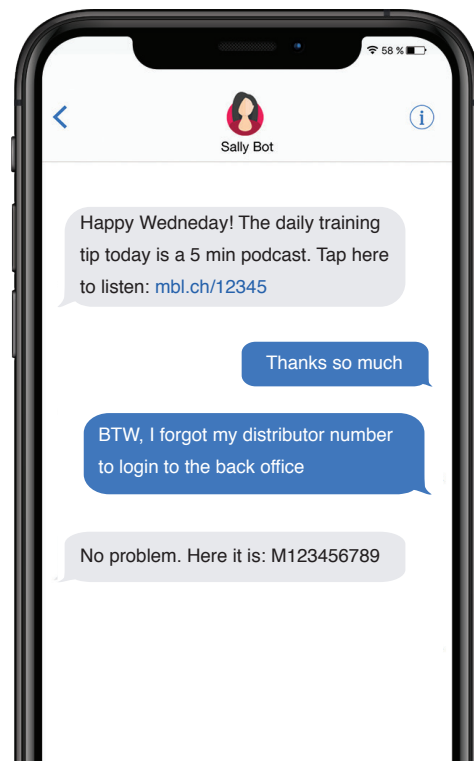 58 %
Sally Bot
Happy Wedneday! The daily training
tip today is a 5 min podcast. Tap here
to listen: mbl.ch/12345
Thanks so much
BTW, I forgot my distributor number
to login to the back office
No problem. Here it is: M123456789